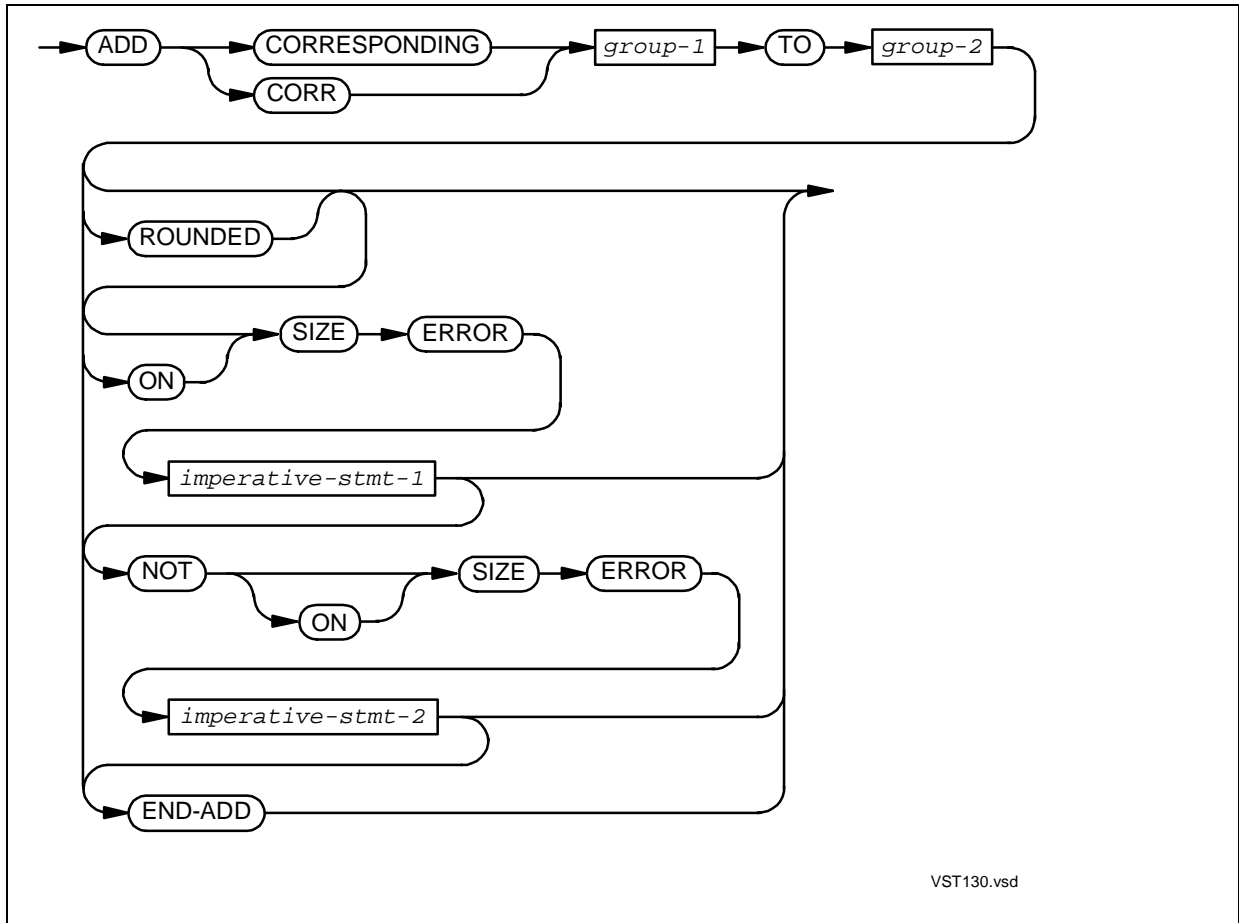 ADD CORRESPONDING group-1 TO group-2
CORR
ROUNDED
SIZE ERROR
ON
imperative-stmt-1
NOT SIZE ERROR
ON
imperative-stmt-2
END-ADD
VST130.vsd